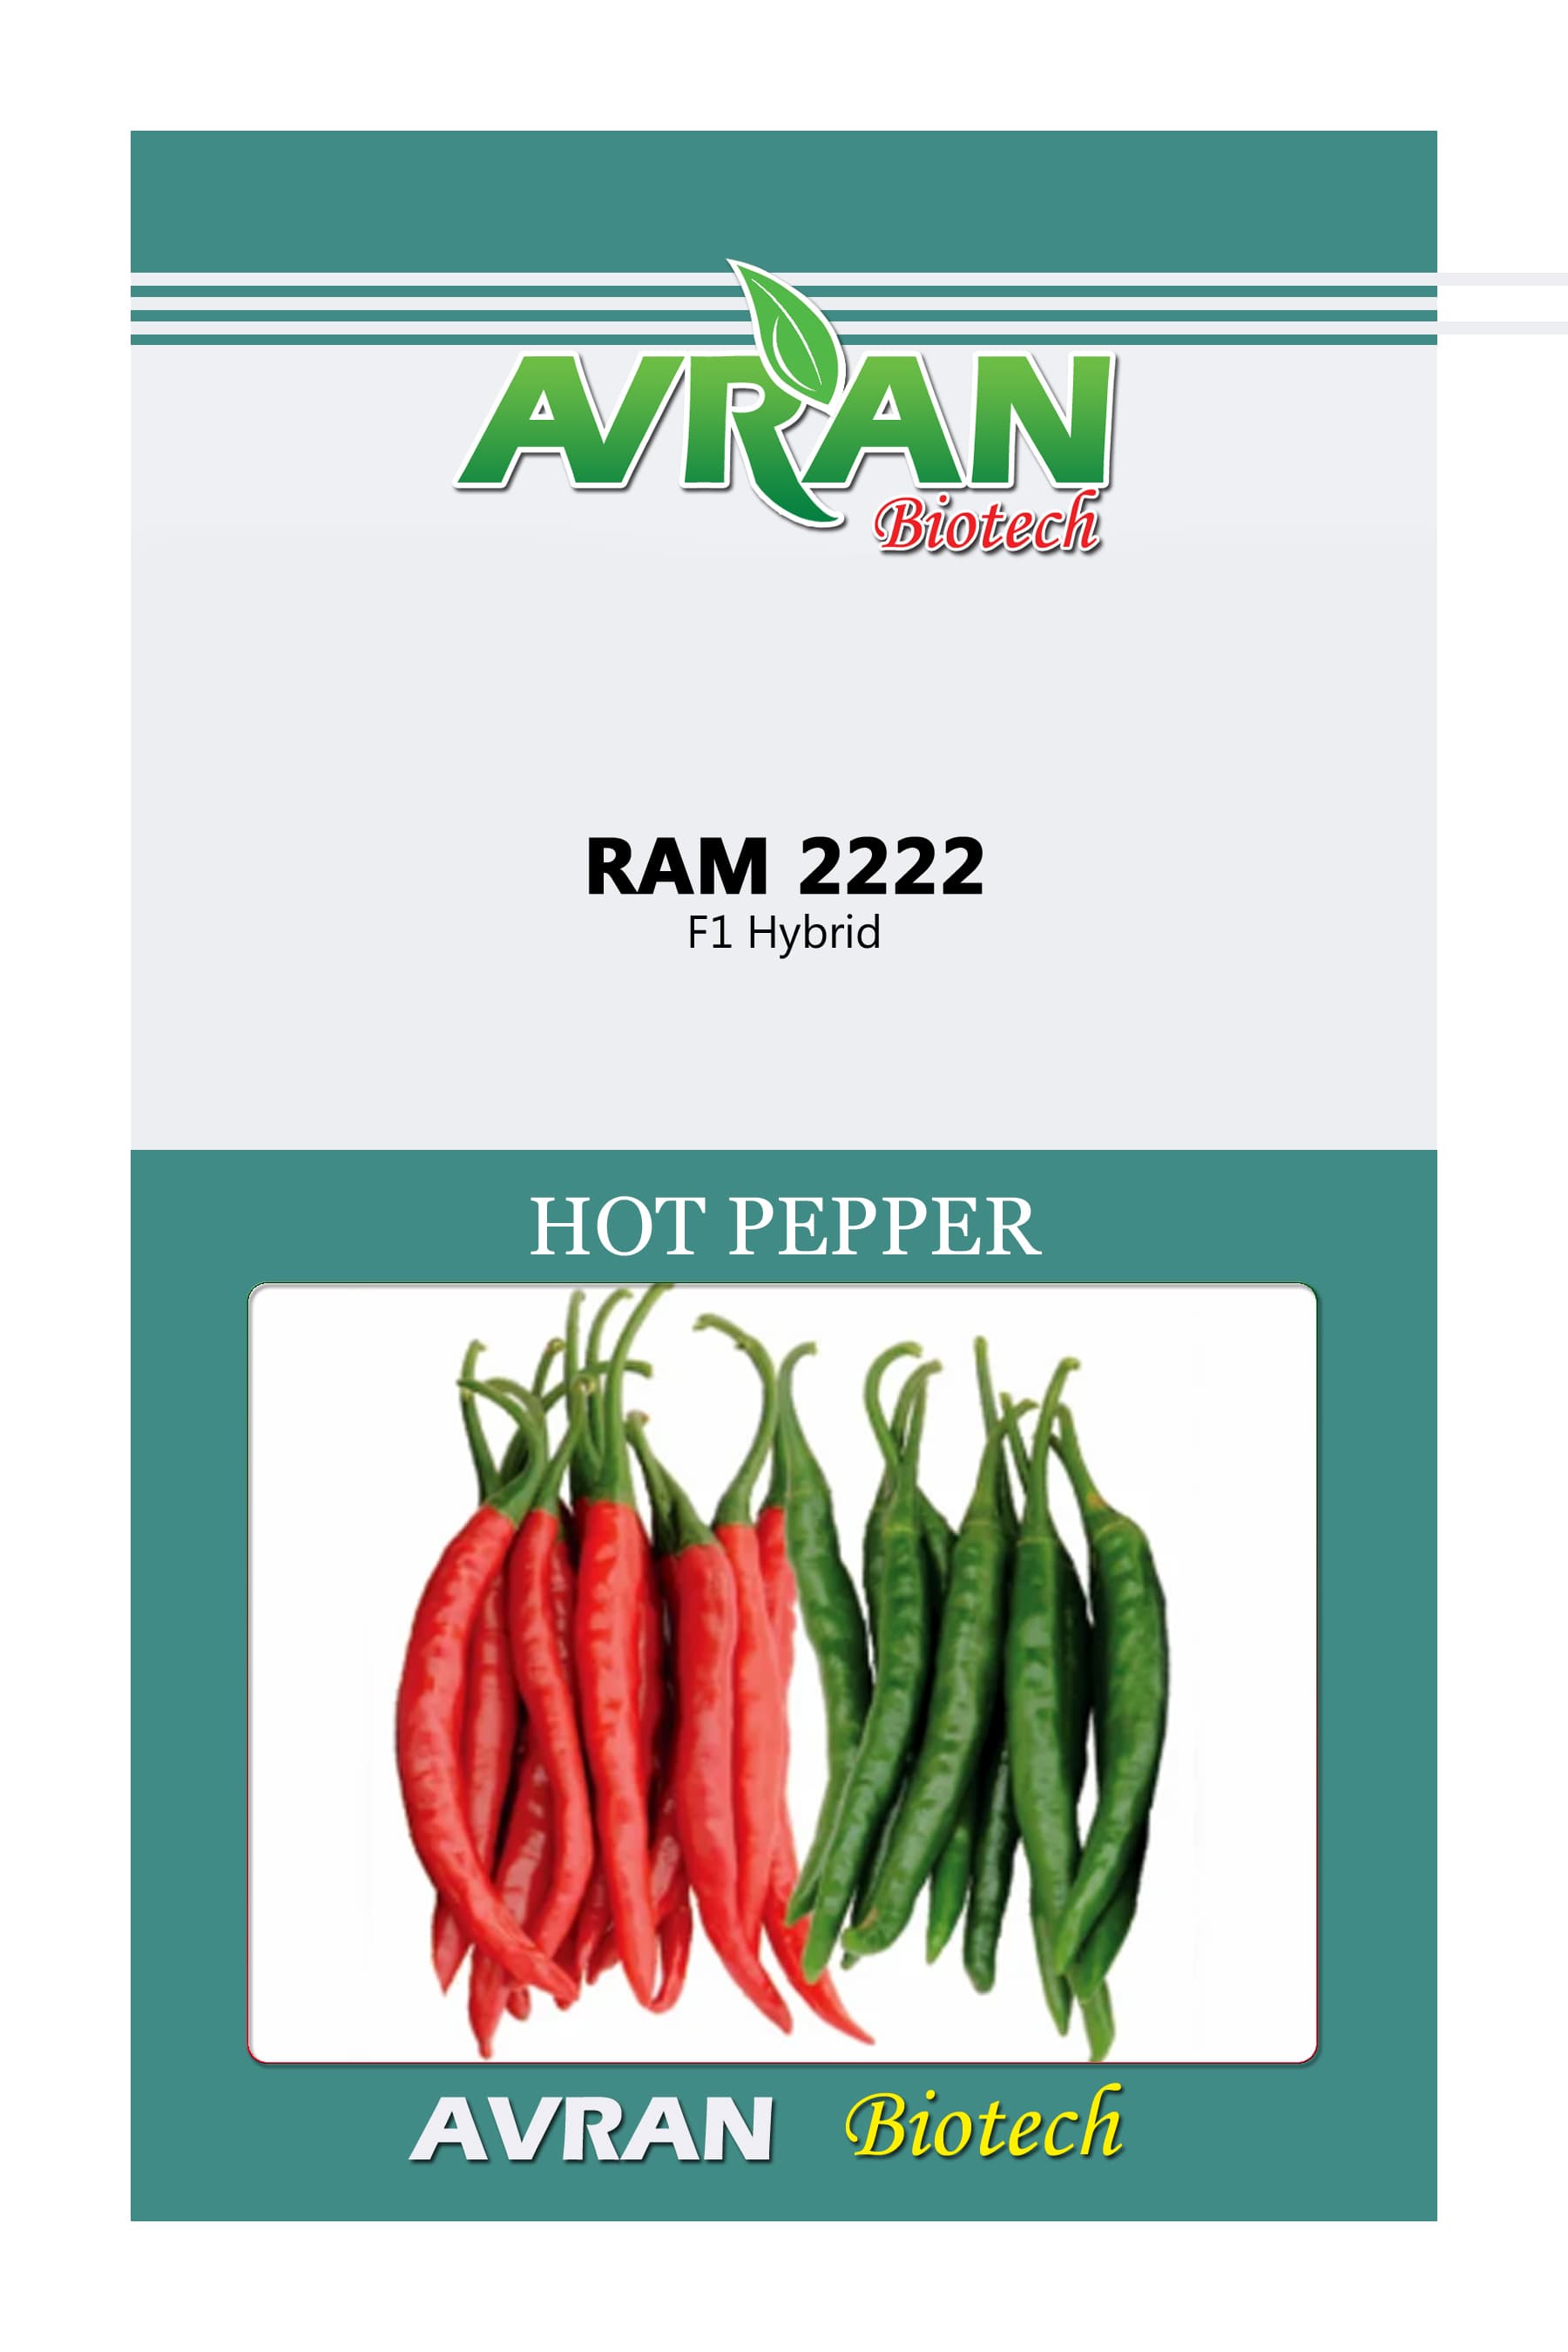 AVRAN
Biotech
RAM 2222
F1 Hybrid
HOT PEPPER
AVRAN Biotech